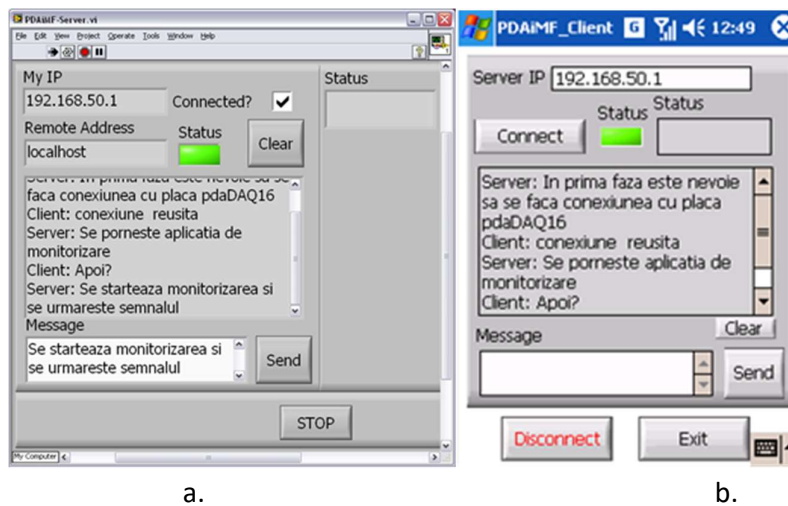 PDAiMF-Server.vi
File Edit View Project Operate Tools Window Help
My IP
192.168.50.1
Connected?
Remote Address
localhost
Status
Clear
Status
Server: In prima faza este nevoie sa se
faca conexiunea cu placa pdaDAQ16
Client: conexiune reusita
Server: Se porneste aplicatia de
monitorizare
Client: Apoi?
Server: Se starteaza monitorizarea si
se urmareste semnalul
Message
Se starteaza monitorizarea si
se urmareste semnalul
Send
STOP
My Computer
a.
PDAiMF_Client G 12:49
Server IP 192.168.50.1
Connect
Status
Status
Server: In prima faza este nevoie
sa se faca conexiunea cu placa
pdaDAQ16
Client: conexiune reusita
Server: Se porneste aplicatia de
monitorizare
Client: Apoi?
Clear
Message
Send
Disconnect
Exit
b.